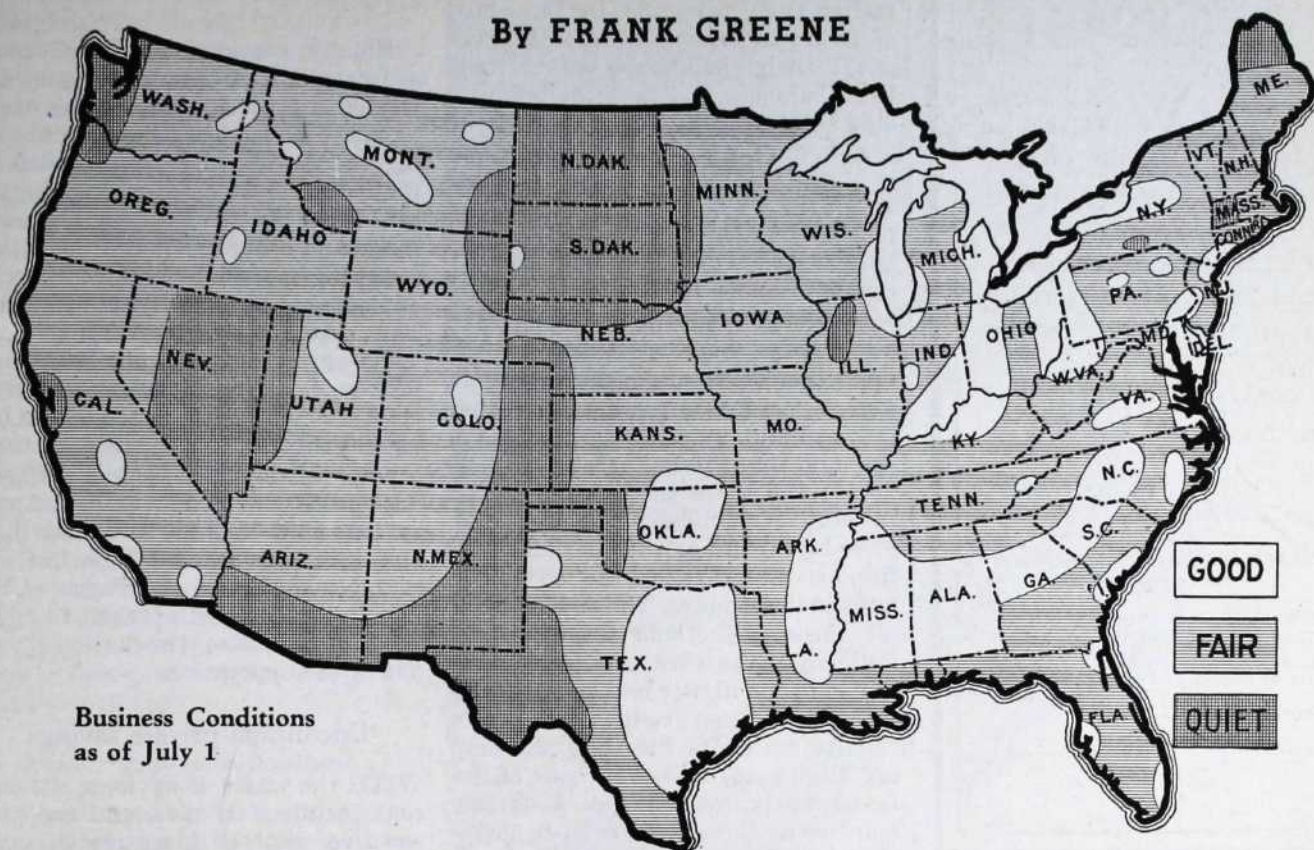 By FRANK GREENE
WASH.
MONT.
N.DAK.
MINN.
ME.
VT.
N.H.
OREG.
IDAHO
S.DAK.
WIS.
MICH.
N.Y.
MASS.
CONN.
WYO.
NEB.
IOWA
PA.
N.J.
NEV.
ILL.
IND.
OHIO
MD.
DEL.
CAL.
UTAH
COLO.
KANS.
MO.
W.VA.
VA.
KY.
TENN.
N.C.
ARIZ.
N.MEX.
OKLA.
ARK.
S.C.
MISS.
ALA.
GA.
TEX.
A.
FLA
GOOD
FAIR
QUIET
Business Conditions
as of July 1